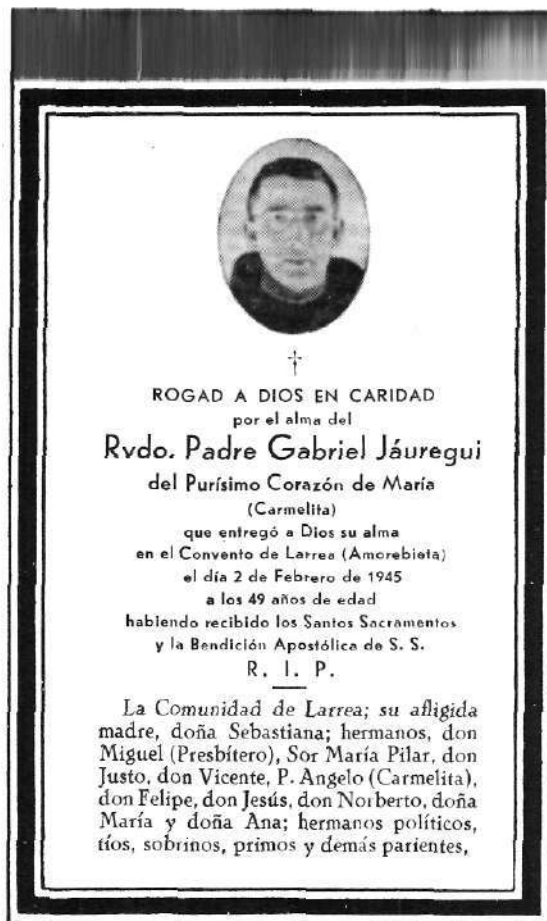 †
ROGAD A DIOS EN CARIDAD
por el alma del
Rvdo. Padre Gabriel Jáuregui
del Purísimo Corazón de María
(Carmelita)
que entregó a Dios su alma
en el Convento de Larrea (Amorebieta)
el día 2 de Febrero de 1945
a los 49 años de edad
habiendo recibido los Santos Sacramentos
y la Bendición Apostólica de S. S.
R. I. P.
La Comunidad de Larrea; su afligida
madre, doña Sebastiana; hermanos, don
Miguel (Presbítero), Sor María Pilar, don
Justo, don Vicente, P. Angelo (Carmelita),
don Felipe, don Jesús, don Norberto, doña
María y doña Ana; hermanos políticos,
tíos, sobrinos, primos y demás parientes,